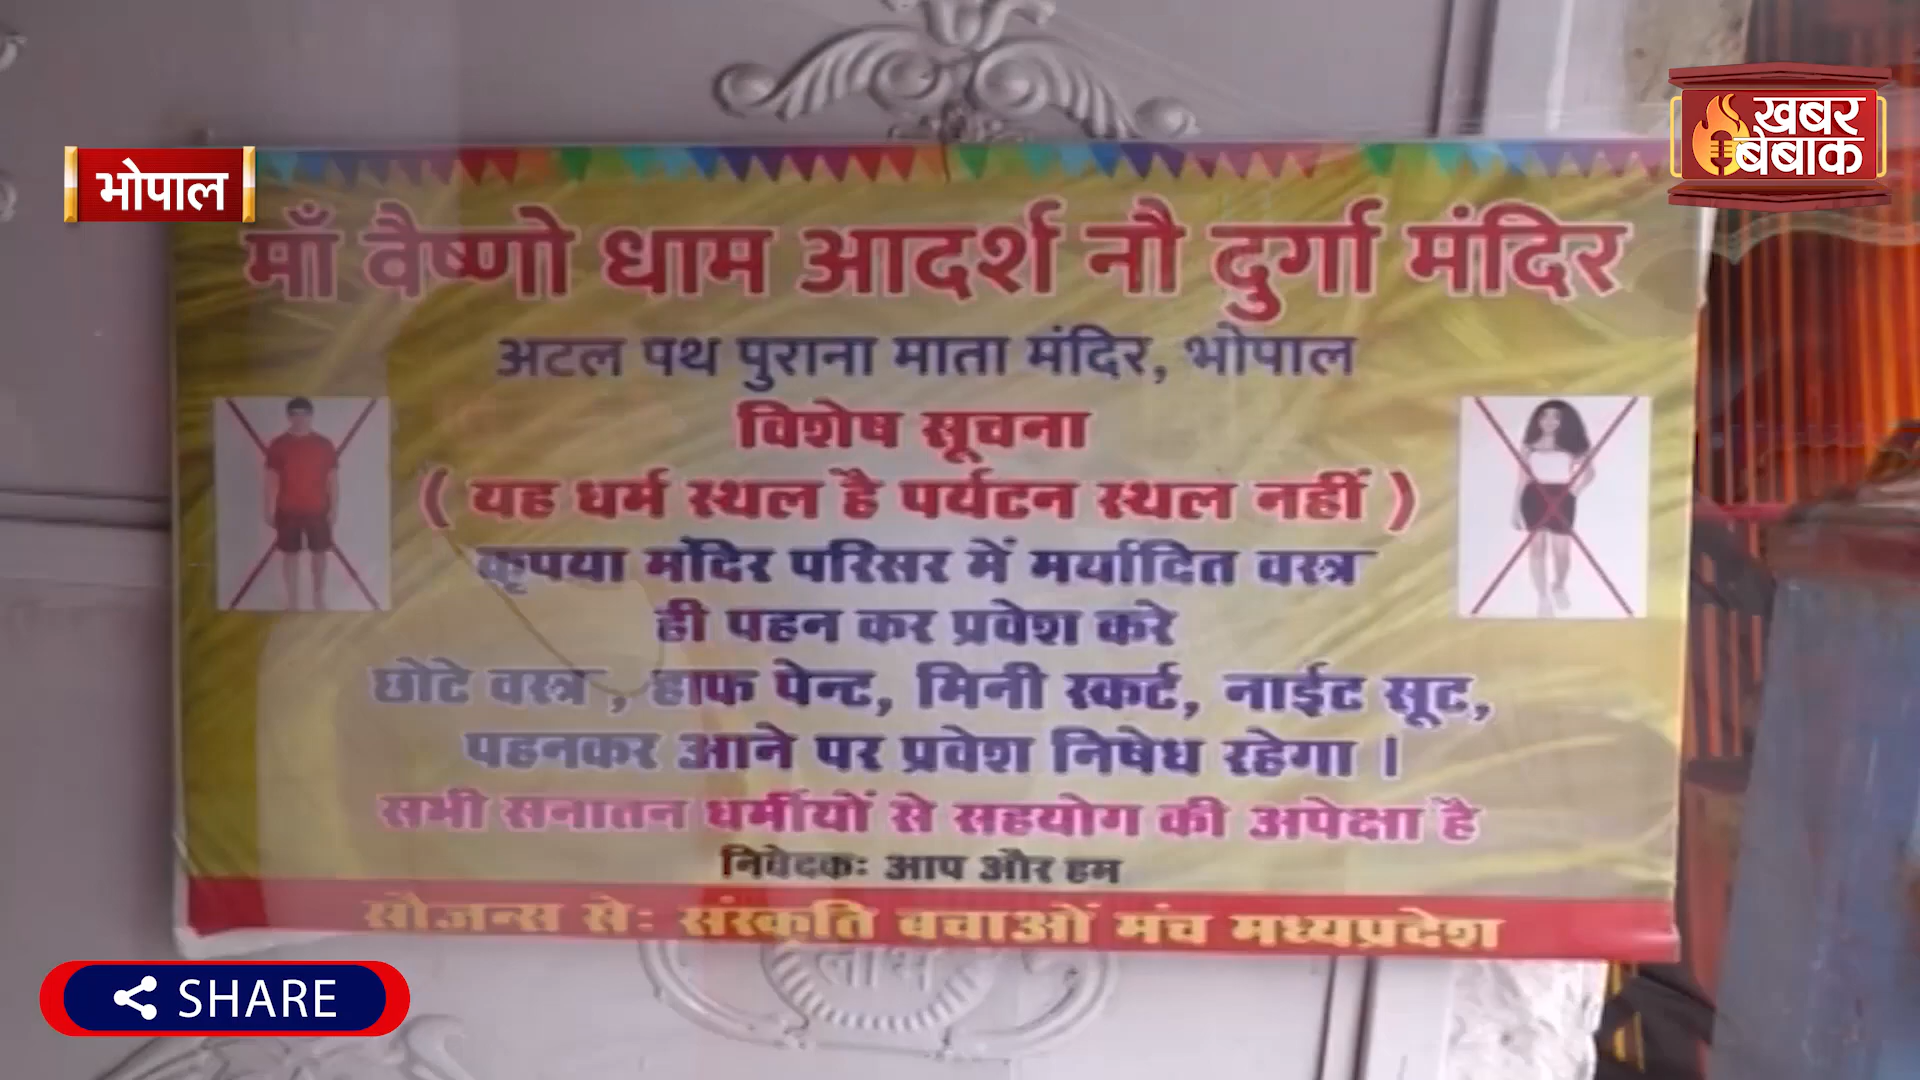 खबर
बेबाक
भोपाल
माँ वैष्णो धाम आदर्श नौ दुर्गा मंदिर
अटल पथ पुराना माता मंदिर, भोपाल
विशेष सूचना
( यह धर्म स्थल है पर्यटन स्थल नहीं )
कृपया मंदिर परिसर में मर्यादित वस्त्र
ही पहन कर प्रवेश करे
छोटे वस्त्र , हाफ पेन्ट, मिनी स्कर्ट, नाईट सूट,
पहनकर आने पर प्रवेश निषेध रहेगा ।
सभी सनातन धर्मीयों से सहयोग की अपेक्षा है
निवेदकः आप और हम
सौजन्स सेः संस्कृति बचाओं मंच मध्यप्रदेश
लाभ
SHARE